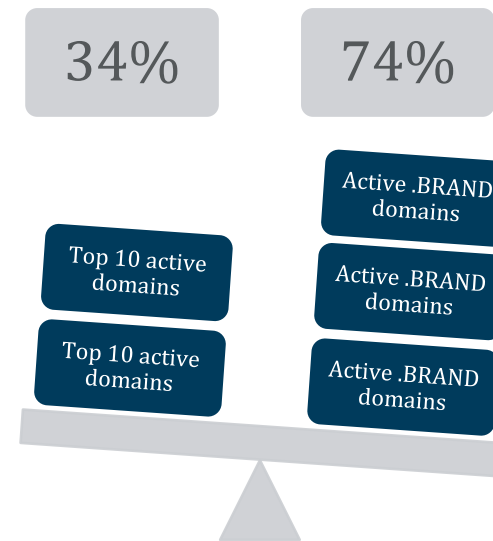 34%
74%
Active .BRAND
domains
Top 10 active
domains
Active .BRAND
domains
Top 10 active
domains
Active .BRAND
domains